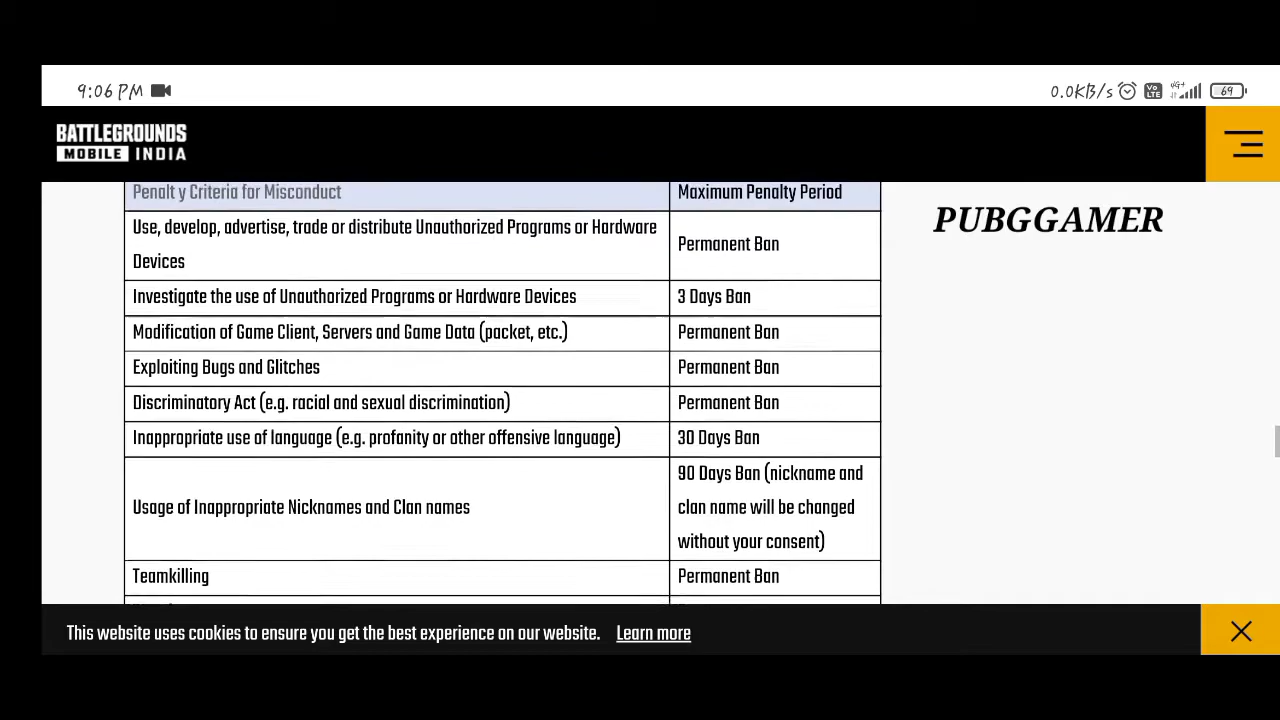 9:06 PM
0.0KB/s Vo LTE 4G+ 69
BATTLEGROUNDS
MOBILE INDIA
Penalt y Criteria for Misconduct Maximum Penalty Period
PUBGGAMER
Use, develop, advertise, trade or distribute Unauthorized Programs or Hardware
Devices
Permanent Ban
Investigate the use of Unauthorized Programs or Hardware Devices 3 Days Ban
Modification of Game Client, Servers and Game Data (packet, etc.) Permanent Ban
Exploiting Bugs and Glitches Permanent Ban
Discriminatory Act (e.g. racial and sexual discrimination) Permanent Ban
Inappropriate use of language (e.g. profanity or other offensive language) 30 Days Ban
Usage of Inappropriate Nicknames and Clan names
90 Days Ban (nickname and
clan name will be changed
without your consent)
Teamkilling Permanent Ban
This website uses cookies to ensure you get the best experience on our website. Learn more